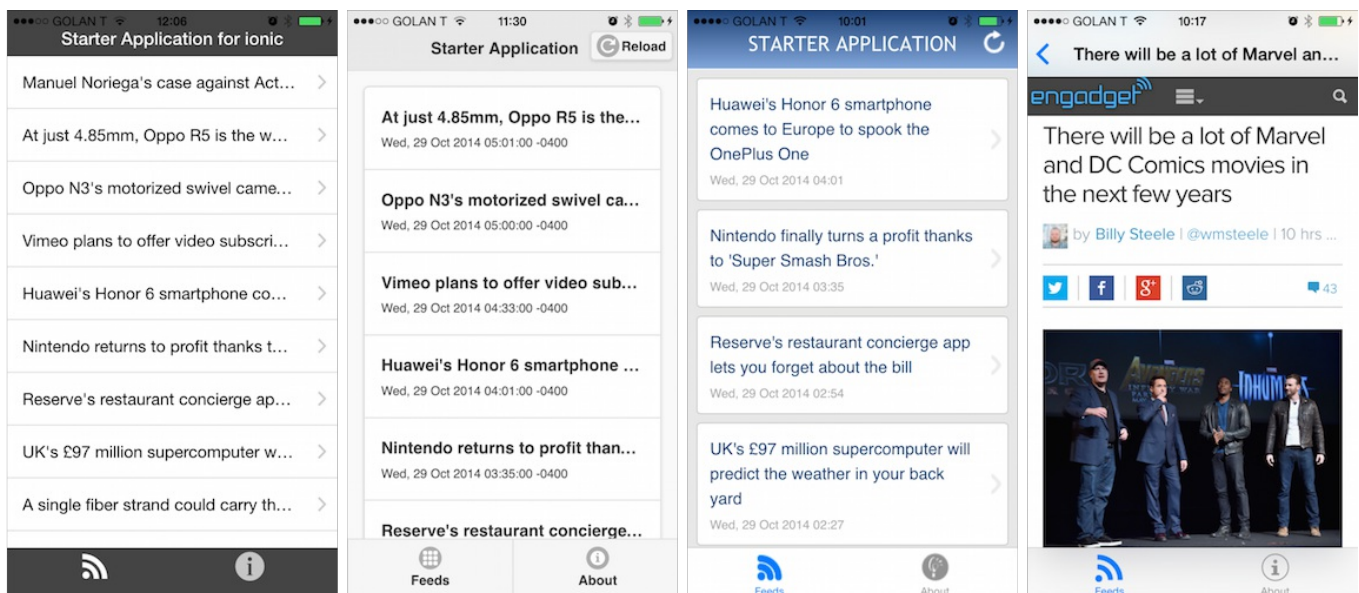 GOLAN T 12:06
Starter Application for ionic
Manuel Noriega's case against Act...
At just 4.85mm, Oppo R5 is the w...
Oppo N3's motorized swivel came...
Vimeo plans to offer video subscri...
Huawei's Honor 6 smartphone co...
Nintendo returns to profit thanks t...
Reserve's restaurant concierge ap...
UK's £97 million supercomputer w...
A single fiber strand could carry th...
GOLAN T 11:30
Starter Application
Reload
At just 4.85mm, Oppo R5 is the...
Wed, 29 Oct 2014 05:01:00 -0400
Oppo N3's motorized swivel ca...
Wed, 29 Oct 2014 05:00:00 -0400
Vimeo plans to offer video sub...
Wed, 29 Oct 2014 04:33:00 -0400
Huawei's Honor 6 smartphone ...
Wed, 29 Oct 2014 04:01:00 -0400
Nintendo returns to profit than...
Wed, 29 Oct 2014 03:35:00 -0400
Reserve's restaurant concierge...
Feeds
About
GOLAN T 10:01
STARTER APPLICATION
Huawei's Honor 6 smartphone
comes to Europe to spook the
OnePlus One
Wed, 29 Oct 2014 04:01
Nintendo finally turns a profit thanks
to 'Super Smash Bros.'
Wed, 29 Oct 2014 03:35
Reserve's restaurant concierge app
lets you forget about the bill
Wed, 29 Oct 2014 02:54
UK's £97 million supercomputer will
predict the weather in your back
yard
Wed, 29 Oct 2014 02:27
Feeds
About
GOLAN T 10:17
There will be a lot of Marvel an...
engadget
There will be a lot of Marvel
and DC Comics movies in
the next few years
by Billy Steele | @wmsteele | 10 hrs ...
43
AVENGERS
INHUMANS
Feeds
About